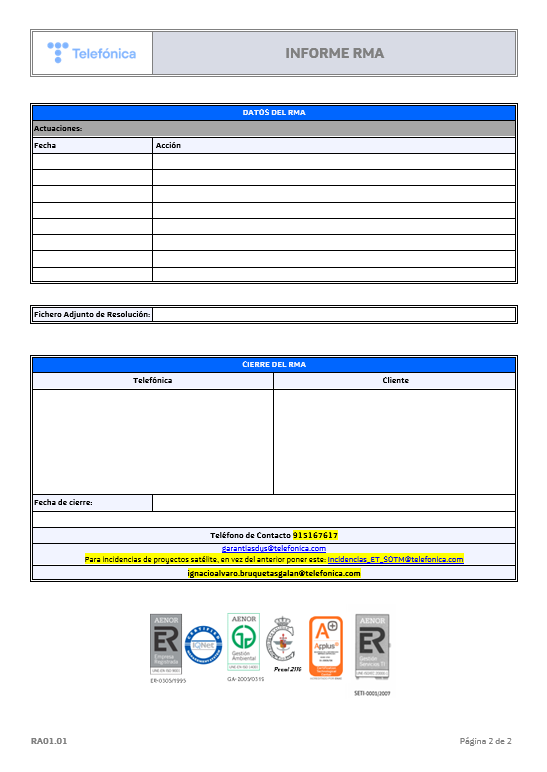 Telefónica
INFORME RMA
DATOS DEL RMA
Actuaciones:
Fecha Acción
Fichero Adjunto de Resolución:
CIERRE DEL RMA
Telefónica Cliente
Fecha de cierre:
Teléfono de Contacto 915167617
garantiasdys@telefonica.com
Para incidencias de proyectos satélite, en vez del anterior poner este: Incidencias_ET_SOTM@telefonica.com
ignacioalvaro.bruquetasgalan@telefonica.com
AENOR
ER
Empresa
Registrada
ER-0305/1995
IQNet
AENOR
Gestión
Ambiental
GA-2003/0315
Pecal 2110
A+
Applus
AENOR
ER
Gestión
Servicios TI
SETI-0001/2007
RA01.01 Página 2 de 2